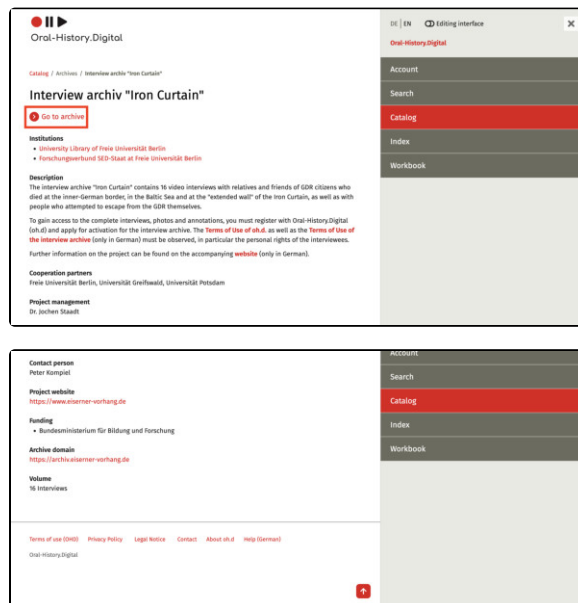 Oral-History.Digital
DE | EN Editing interface
Oral-History.Digital
Account
Search
Catalog
Index
Workbook
Catalog / Archives / Interview archiv "Iron Curtain"
Interview archiv "Iron Curtain"
Go to archive
Institutions
• University Library of Freie Universität Berlin
• Forschungsverbund SED-Staat at Freie Universität Berlin
Description
The interview archive "Iron Curtain" contains 16 video interviews with relatives and friends of GDR citizens who
died at the inner-German border, in the Baltic Sea and at the "extended wall" of the Iron Curtain, as well as with
people who attempted to escape from the GDR themselves.
To gain access to the complete interviews, photos and annotations, you must register with Oral-History.Digital
(oh.d) and apply for activation for the interview archive. The Terms of Use of oh.d. as well as the Terms of Use of
the interview archive (only in German) must be observed, in particular the personal rights of the interviewees.
Further information on the project can be found on the accompanying website (only in German).
Cooperation partners
Freie Universität Berlin, Universität Greifswald, Universität Potsdam
Project management
Dr. Jochen Staadt
Contact person
Peter Kompiel
Project website
https://www.eiserner-vorhang.de
Funding
• Bundesministerium für Bildung und Forschung
Archive domain
https://archiv.eiserner-vorhang.de
Volume
16 Interviews
Account
Search
Catalog
Index
Workbook
Terms of use (OHD) Privacy Policy Legal Notice Contact About oh.d Help (German)
Oral-History.Digital